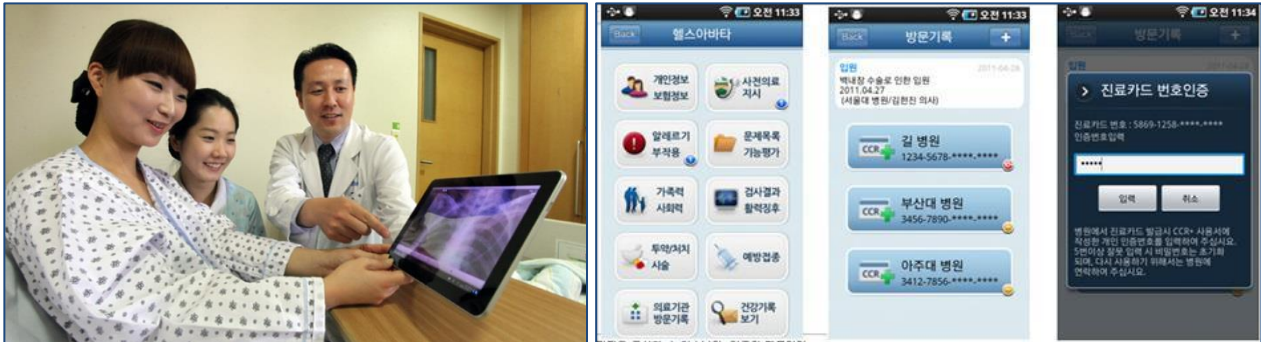 오전 11:33
Back 헬스아바타
개인정보
보험정보
사전의료
지시
알레르기
부작용
문제목록
기능평가
가족력
사회력
검사결과
활력징후
투약/처치
시술
예방접종
의료기관
방문기록
건강기록
보기
오전 11:33
Back 방문기록 +
입원 2011-04-28
백내장 수술로 인한 입원
2011.04.27
(서울대 병원/김현진 의사)
CCR 길 병원
1234-5678-****-****
CCR 부산대 병원
3456-7890-****-****
CCR 아주대 병원
3412-7856-****-****
오전 11:34
Back 방문기록 +
입원 2011-04-28
진료카드 번호인증
진료카드 번호 : 5869-1258-****-****
인증번호입력
*****
입력 취소
병원에서 진료카드 발급시 CCR+ 사용서에
작성한 개인 인증번호를 입력하여 주십시요.
5번이상 잘못 입력 시 비밀번호는 초기화
되며, 다시 사용하기 위해서는 병원에
연락하여 주십시요.